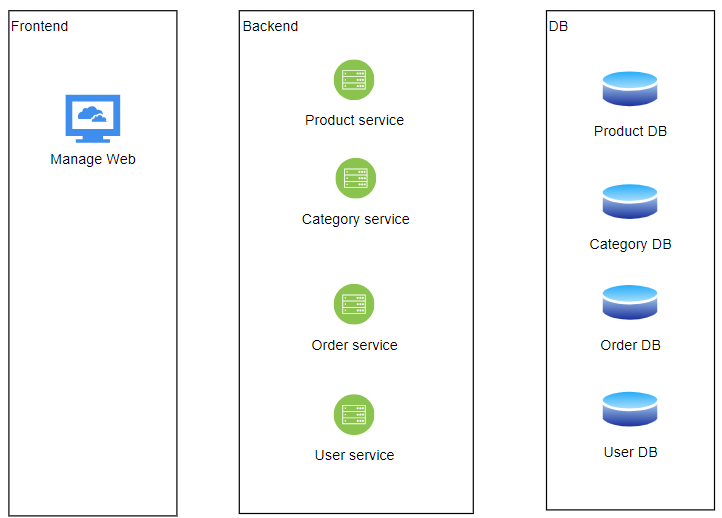 Frontend
Manage Web
Backend
Product service
Category service
Order service
User service
DB
Product DB
Category DB
Order DB
User DB